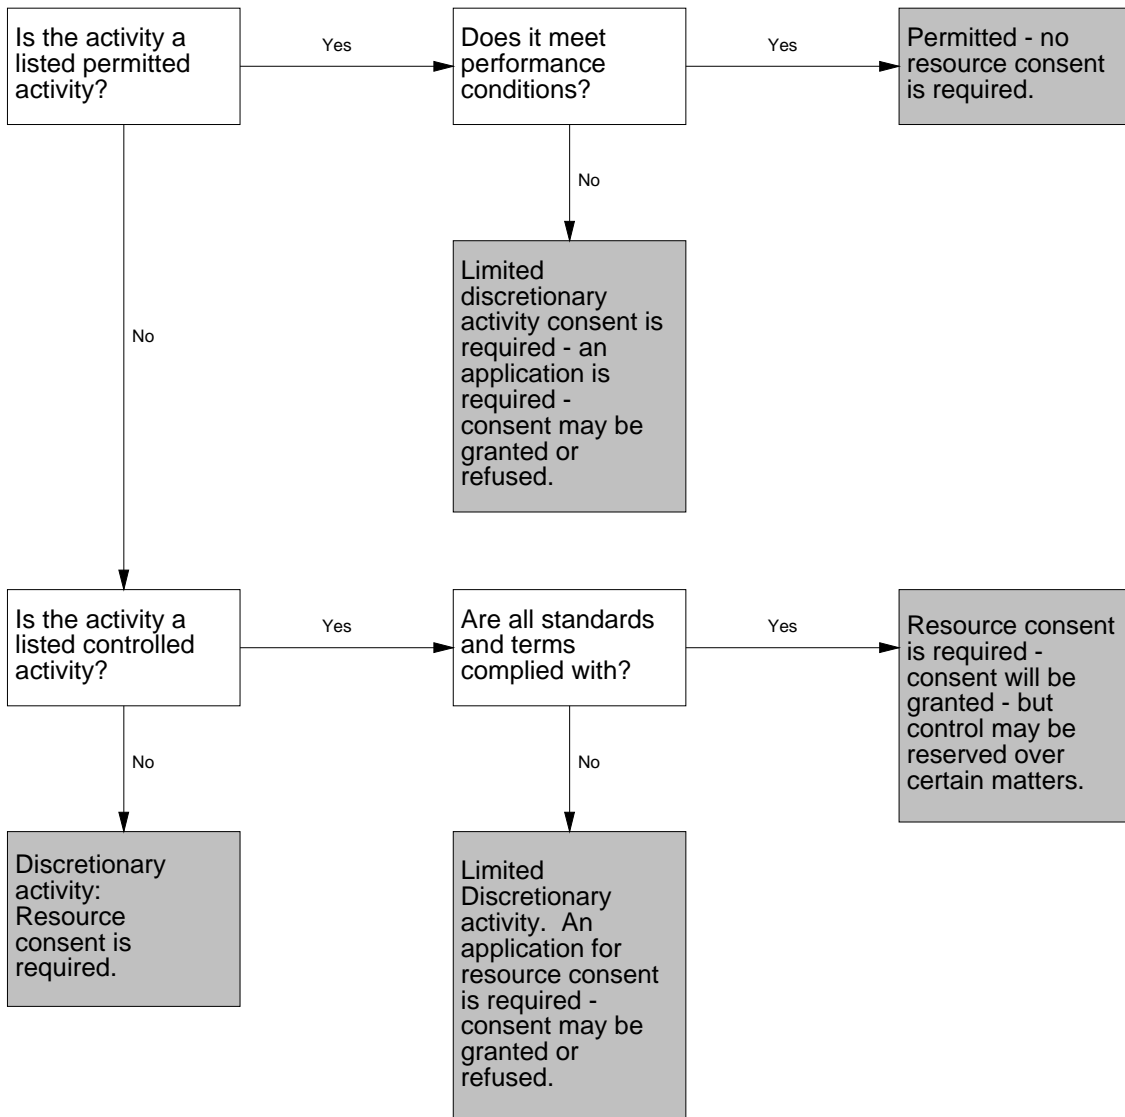 Is the activity a
listed permitted
activity?
Yes
Does it meet
performance
conditions?
Yes
Permitted - no
resource consent
is required.
No
Limited
discretionary
activity consent is
required - an
application is
required -
consent may be
granted or
refused.
No
Is the activity a
listed controlled
activity?
Yes
Are all standards
and terms
complied with?
Yes
Resource consent
is required -
consent will be
granted - but
control may be
reserved over
certain matters.
No
Discretionary
activity:
Resource
consent is
required.
No
Limited
Discretionary
activity.  An
application for
resource consent
is required -
consent may be
granted or
refused.